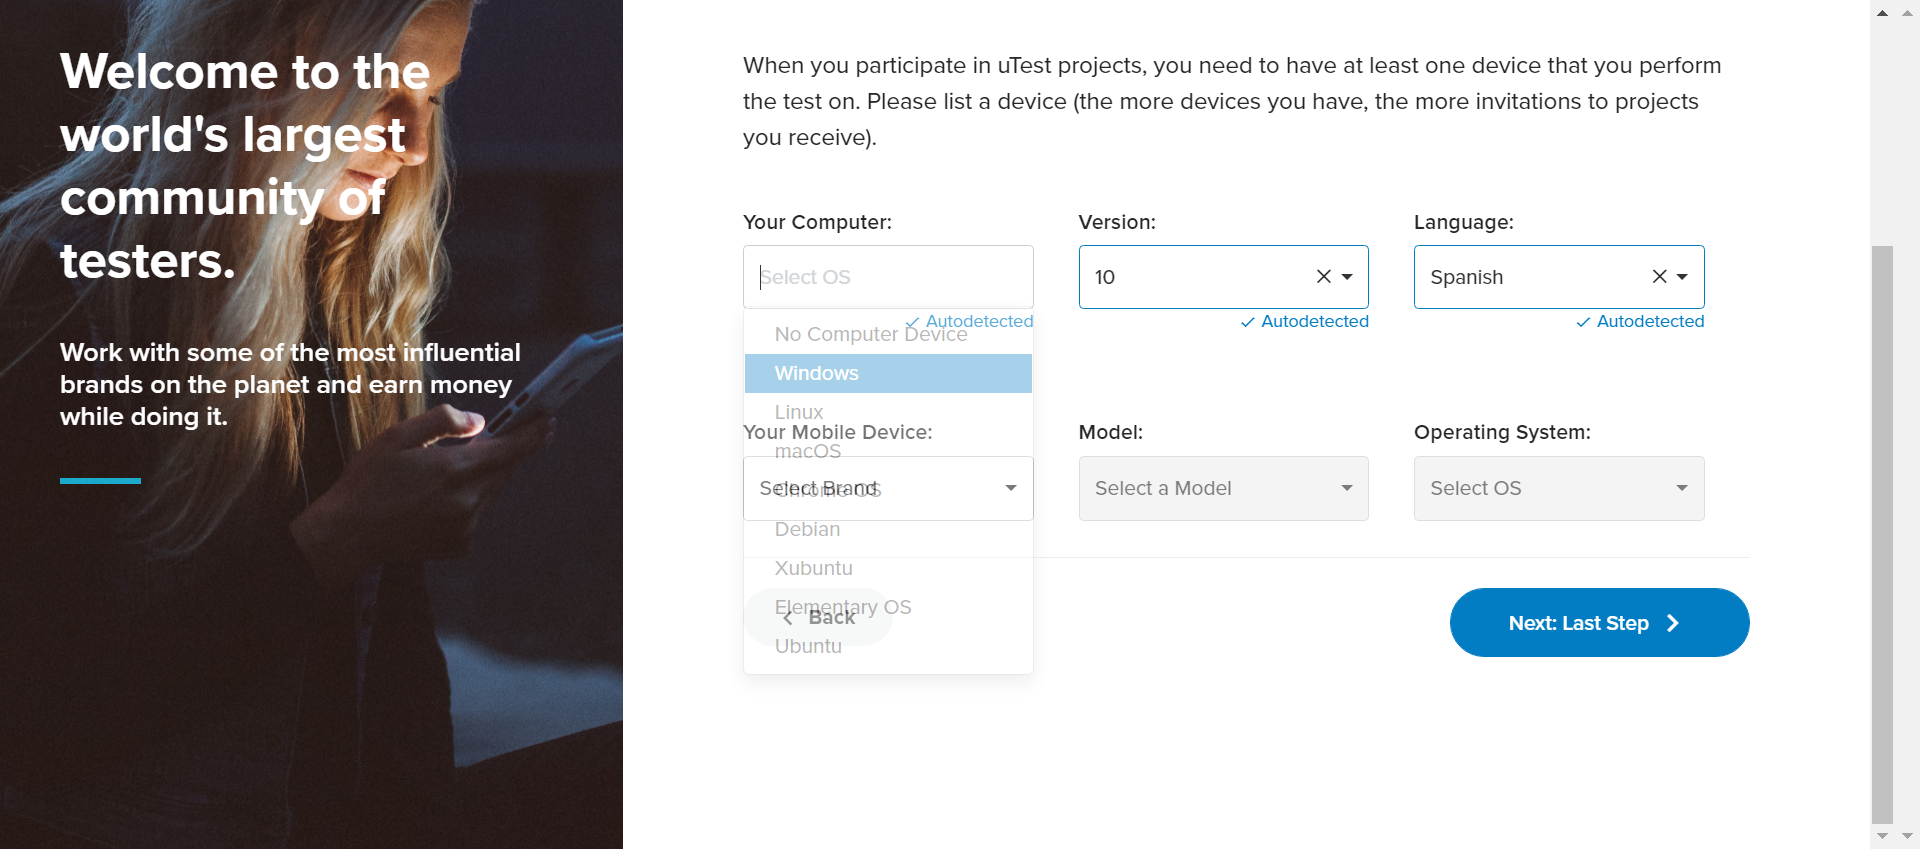 Welcome to the
world's largest
community of
testers.
Work with some of the most influential
brands on the planet and earn money
while doing it.
When you participate in uTest projects, you need to have at least one device that you perform
the test on. Please list a device (the more devices you have, the more invitations to projects
you receive).
Your Computer:
Version:
Language:
Select OS
10
Spanish
Autodetected
Autodetected
Autodetected
No Computer Device
Windows
Linux
macOS
Chrome OS
Debian
Xubuntu
Elementary OS
Ubuntu
Your Mobile Device:
Model:
Operating System:
Select Brand
Select a Model
Select OS
Back
Next: Last Step